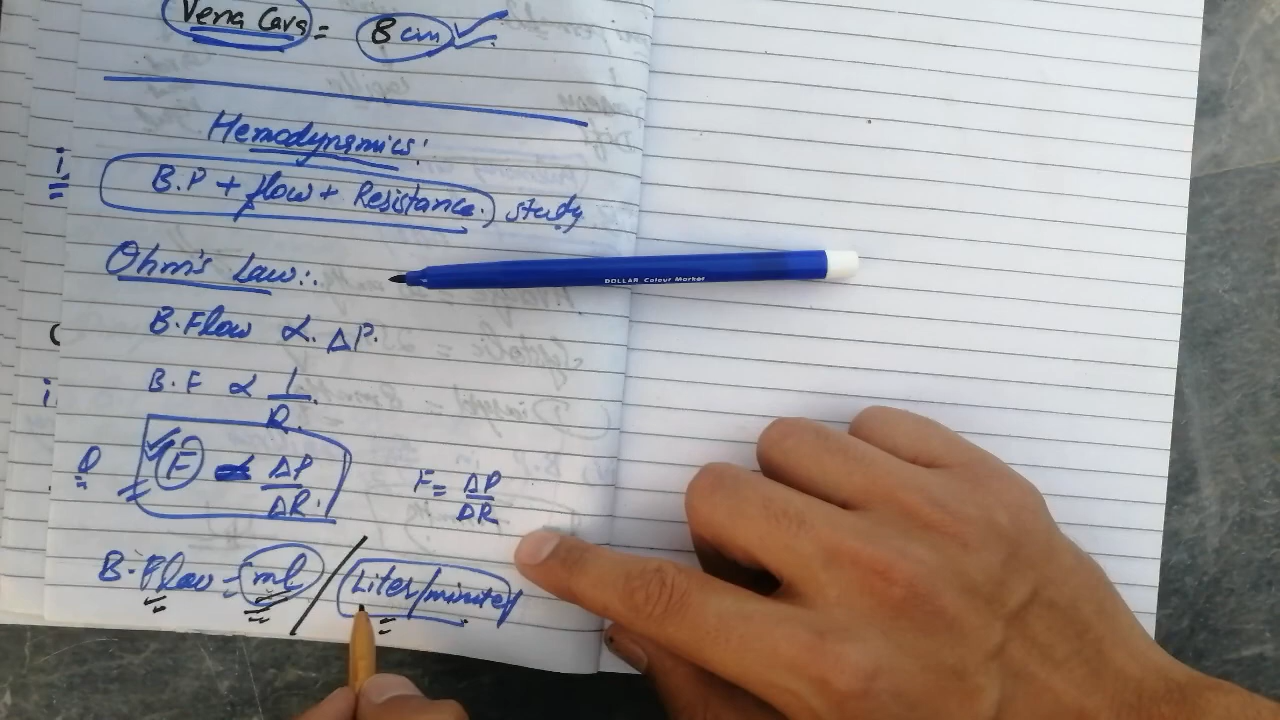 Vena Cava = 8 cm
Hemodynamics:
i
B.P + flow + Resistance. study
Ohm's Law:.
DOLLAR Colour Marker
B.Flow ∝ ΔP.
B.F ∝ 1/R.
Q F ∝ ΔP/ΔR.
F = ΔP/ΔR
B.Flow = ml / Liter/minutes